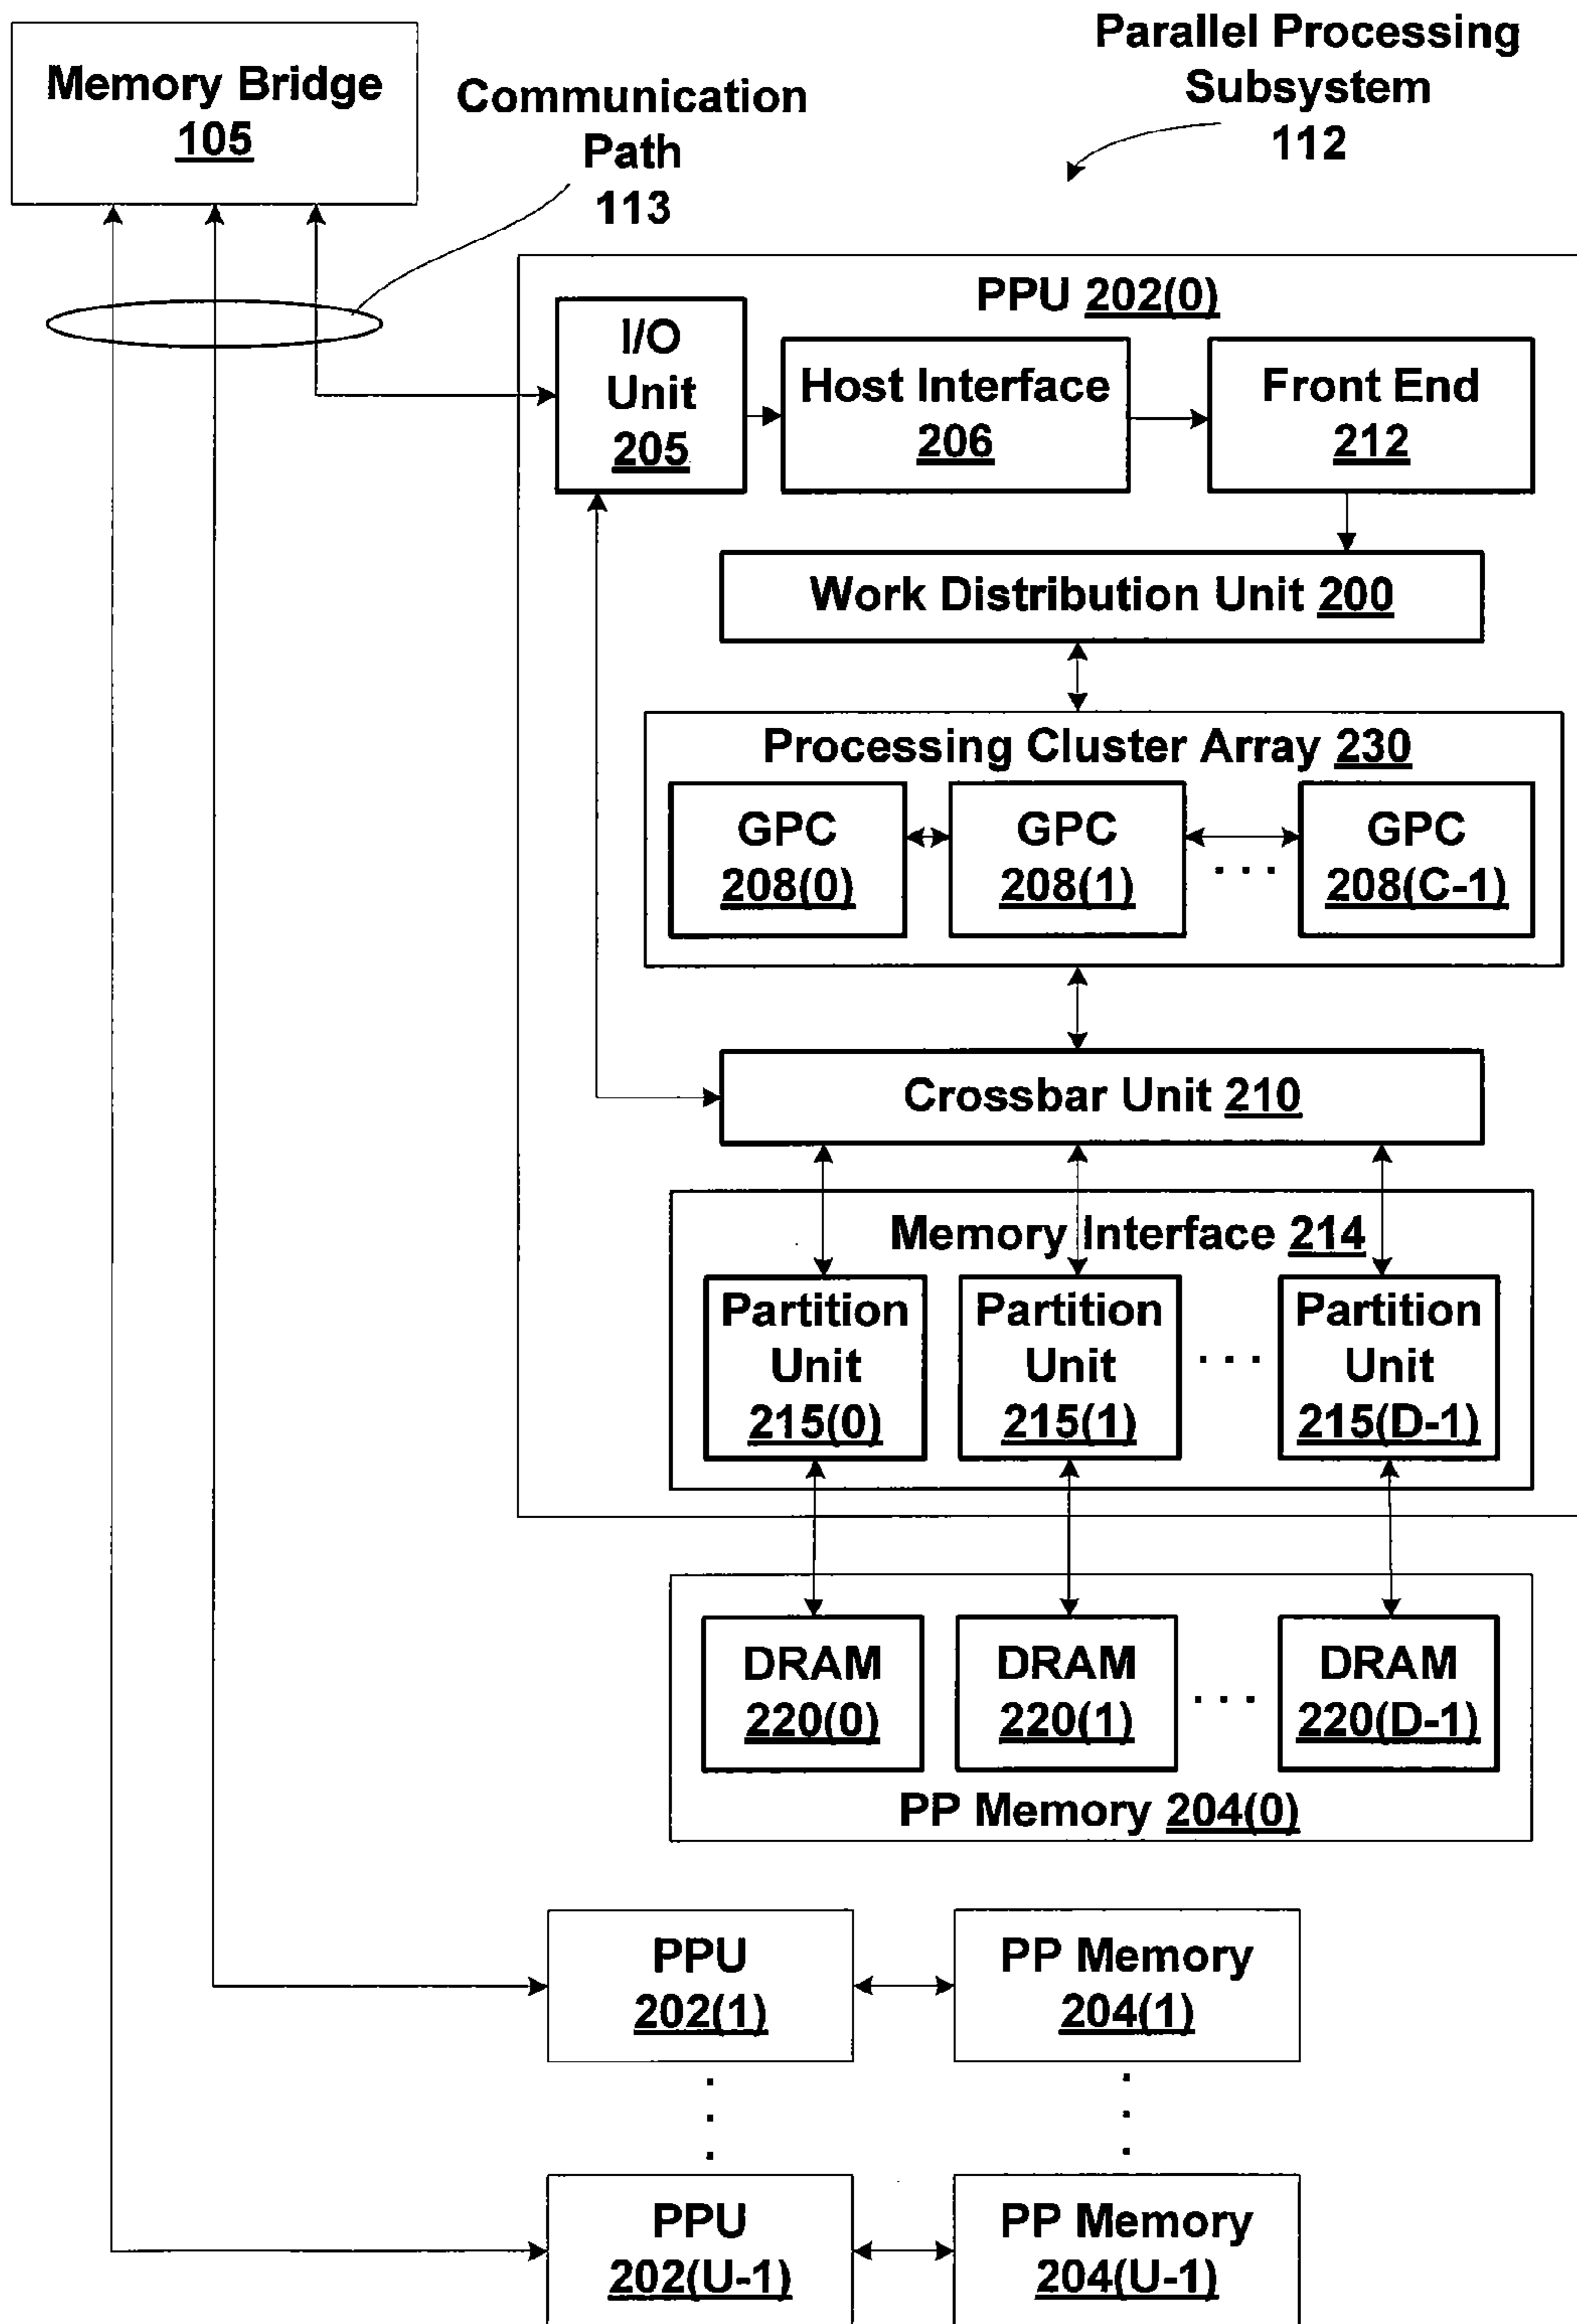 Memory Bridge
105
Communication
Path
113
Parallel Processing
Subsystem
112
PPU 202(0)
I/O
Unit
205
Host Interface
206
Front End
212
Work Distribution Unit 200
Processing Cluster Array 230
GPC
208(0)
GPC
208(1)
. . .
GPC
208(C-1)
Crossbar Unit 210
Memory Interface 214
Partition
Unit
215(0)
Partition
Unit
215(1)
. . .
Partition
Unit
215(D-1)
DRAM
220(0)
DRAM
220(1)
. . .
DRAM
220(D-1)
PP Memory 204(0)
PPU
202(1)
PP Memory
204(1)
PPU
202(U-1)
PP Memory
204(U-1)